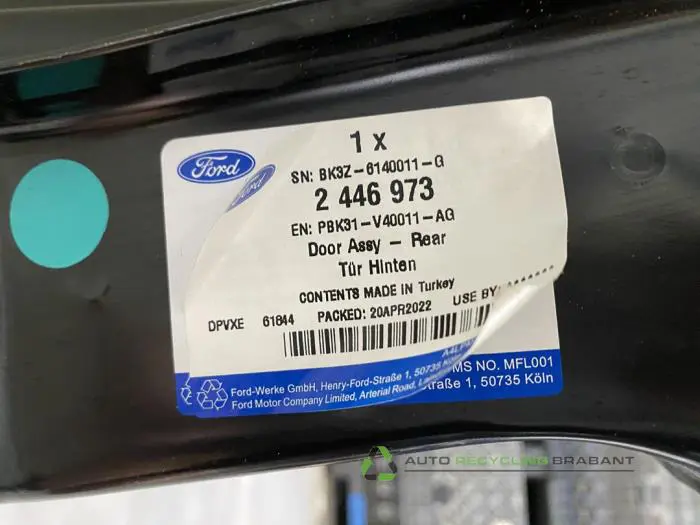 Ford
1 x
SN: BK3Z-6140011-G
2 446 973
EN: PBK31-V40011-AG
Door Assy - Rear
Tür Hinten
CONTENTS MADE IN Turkey
DPVXE 61844 PACKED: 20APR2022 USE BY:
Ford-Werke GmbH, Henry-Ford-Straße 1, 50735 Köln
Ford Motor Company Limited, Arterial Road,
MS NO. MFL001
Straße 1, 50735 Köln
AUTO RECYCLING BRABANT